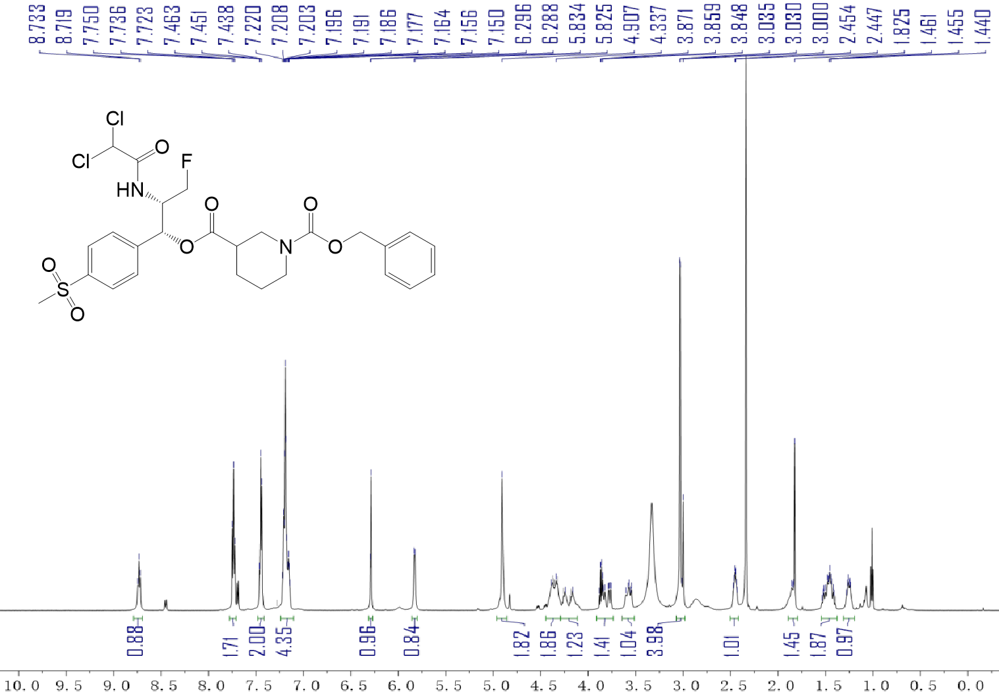 8.733 8.719 7.750 7.736 7.723 7.463 7.451 7.438 7.220 7.208 7.203 7.196 7.191 7.186 7.177 7.164 7.156 7.150 6.296 6.288 5.834 5.825 4.907 4.337 3.871 3.859 3.848 3.035 3.030 3.000 2.454 2.447 1.825 1.461 1.455 1.440
Cl
Cl O F
HN
O O
O N O
O
S
O
0.88 1.71 2.00 4.35 0.96 0.84 1.82 1.86 1.23 1.41 1.04 3.98 1.01 1.45 1.87 0.97
10.0 9.5 9.0 8.5 8.0 7.5 7.0 6.5 6.0 5.5 5.0 4.5 4.0 3.5 3.0 2.5 2.0 1.5 1.0 0.5 0.0